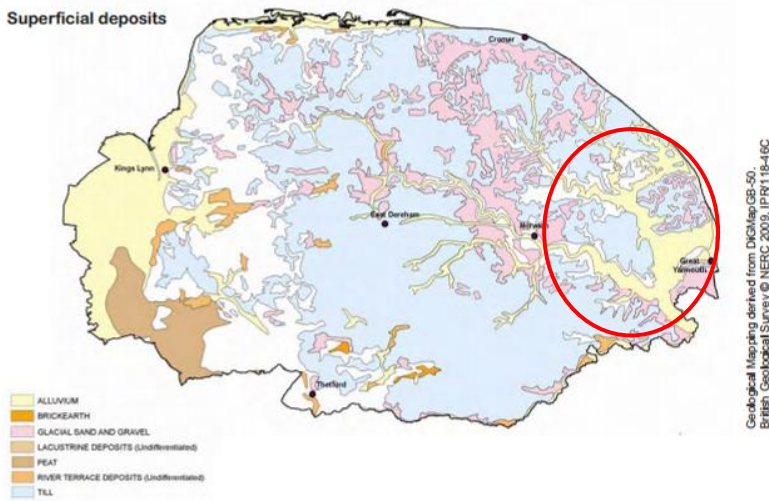 Superficial deposits
Cromer
Kings Lynn
East Dereham
Norwich
Great
Yarmouth
Thetford
ALLUVIUM
BRICKEARTH
GLACIAL SAND AND GRAVEL
LACUSTRINE DEPOSITS (Undifferentiated)
PEAT
RIVER TERRACE DEPOSITS (Undifferentiated)
TILL
Geological Mapping derived from DiGMapGB-50.
British Geological Survey © NERC 2009. IPR/118-46C